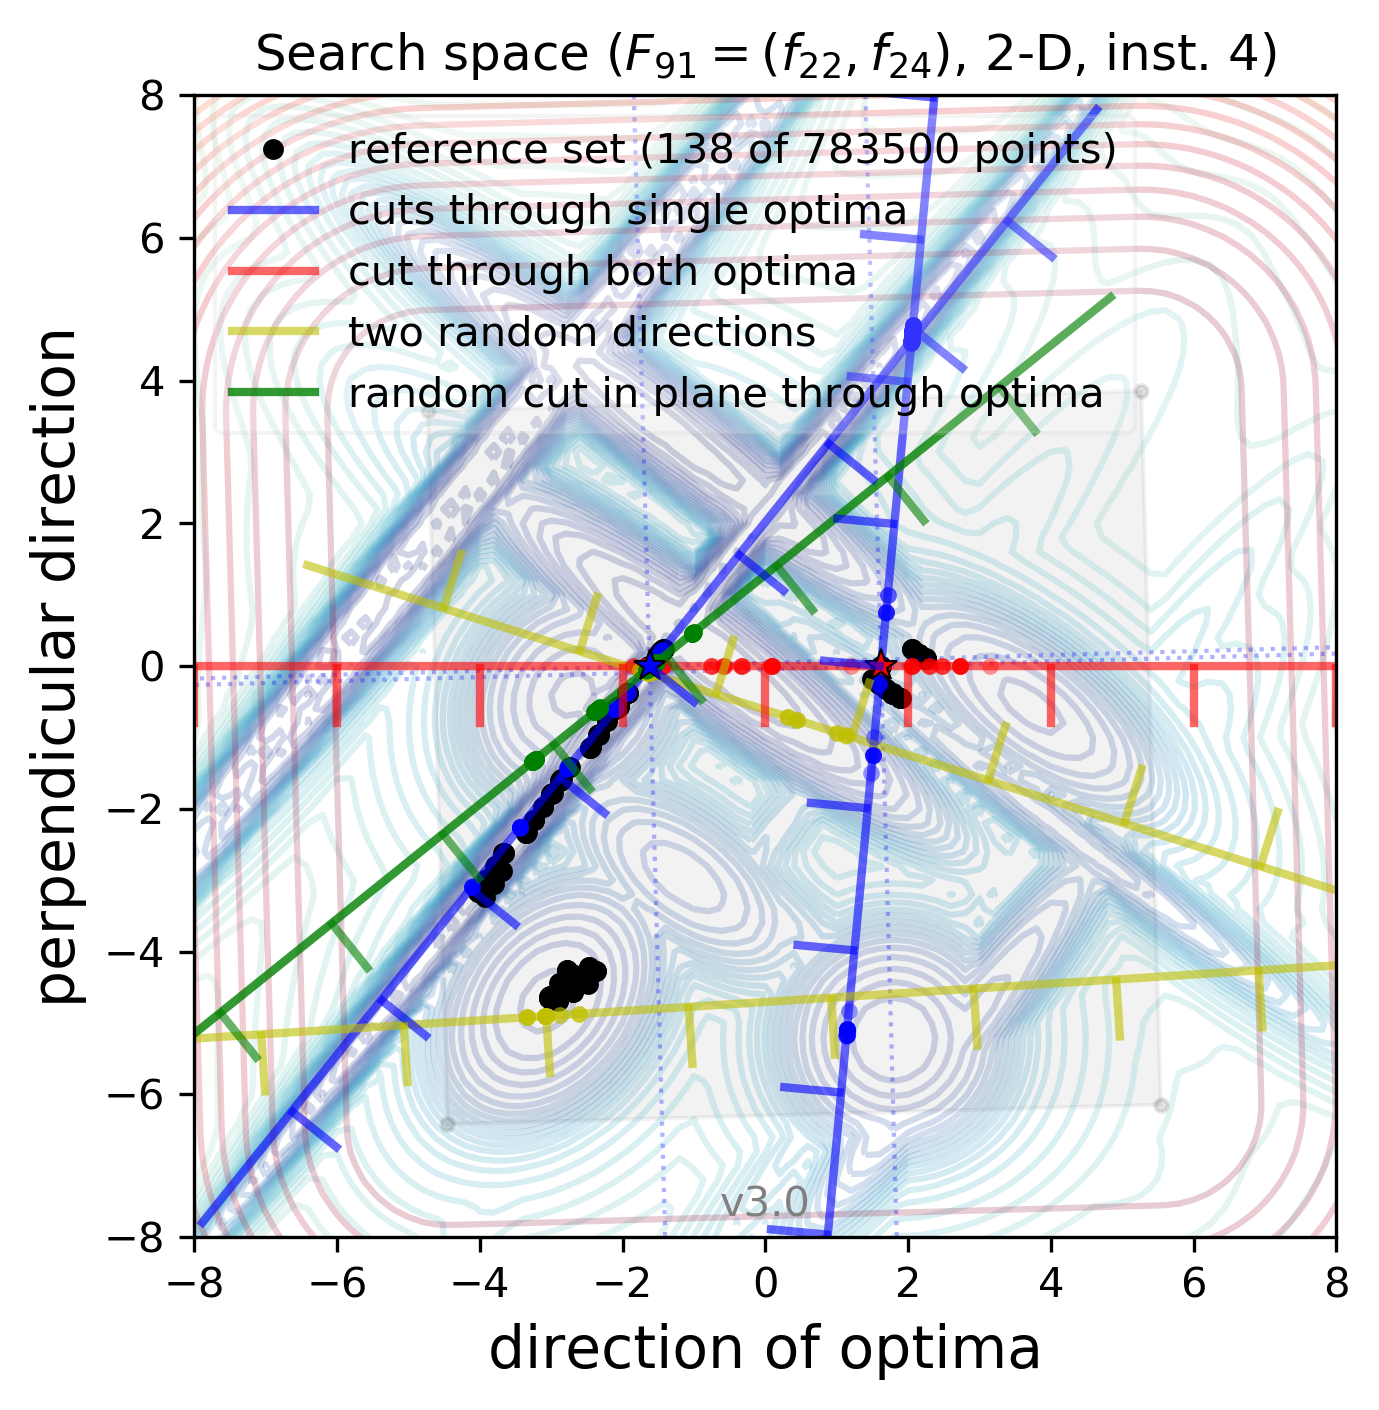 Search space (F₉₁ = (f₂₂, f₂₄), 2-D, inst. 4)
reference set (138 of 783500 points)
cuts through single optima
cut through both optima
two random directions
random cut in plane through optima
perpendicular direction
8
6
4
2
0
−2
−4
−6
−8
v3.0
−8 −6 −4 −2 0 2 4 6 8
direction of optima